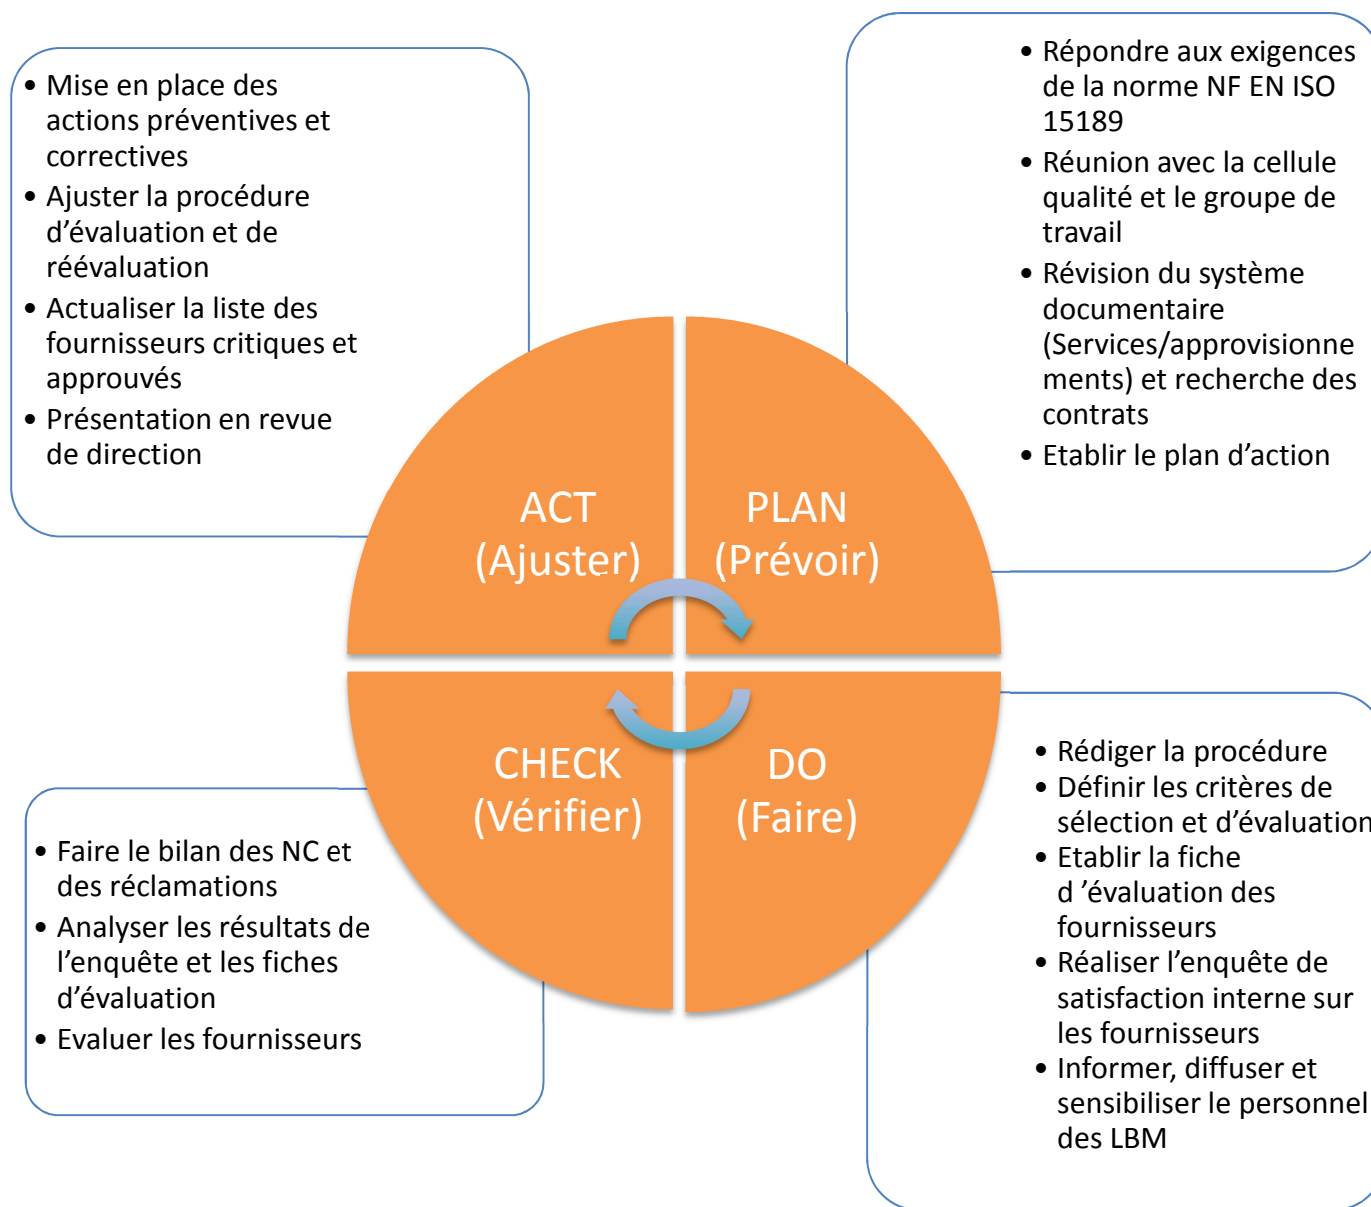 • Mise en place des
actions préventives et
correctives
• Ajuster la procédure
d’évaluation et de
réévaluation
• Actualiser la liste des
fournisseurs critiques et
approuvés
• Présentation en revue
de direction
• Répondre aux exigences
de la norme NF EN ISO
15189
• Réunion avec la cellule
qualité et le groupe de
travail
• Révision du système
documentaire
(Services/approvisionne
ments) et recherche des
contrats
• Etablir le plan d’action
ACT
(Ajuster)
PLAN
(Prévoir)
CHECK
(Vérifier)
DO
(Faire)
• Faire le bilan des NC et
des réclamations
• Analyser les résultats de
l’enquête et les fiches
d’évaluation
• Evaluer les fournisseurs
• Rédiger la procédure
• Définir les critères de
sélection et d’évaluation
• Etablir la fiche
d ’évaluation des
fournisseurs
• Réaliser l’enquête de
satisfaction interne sur
les fournisseurs
• Informer, diffuser et
sensibiliser le personnel
des LBM